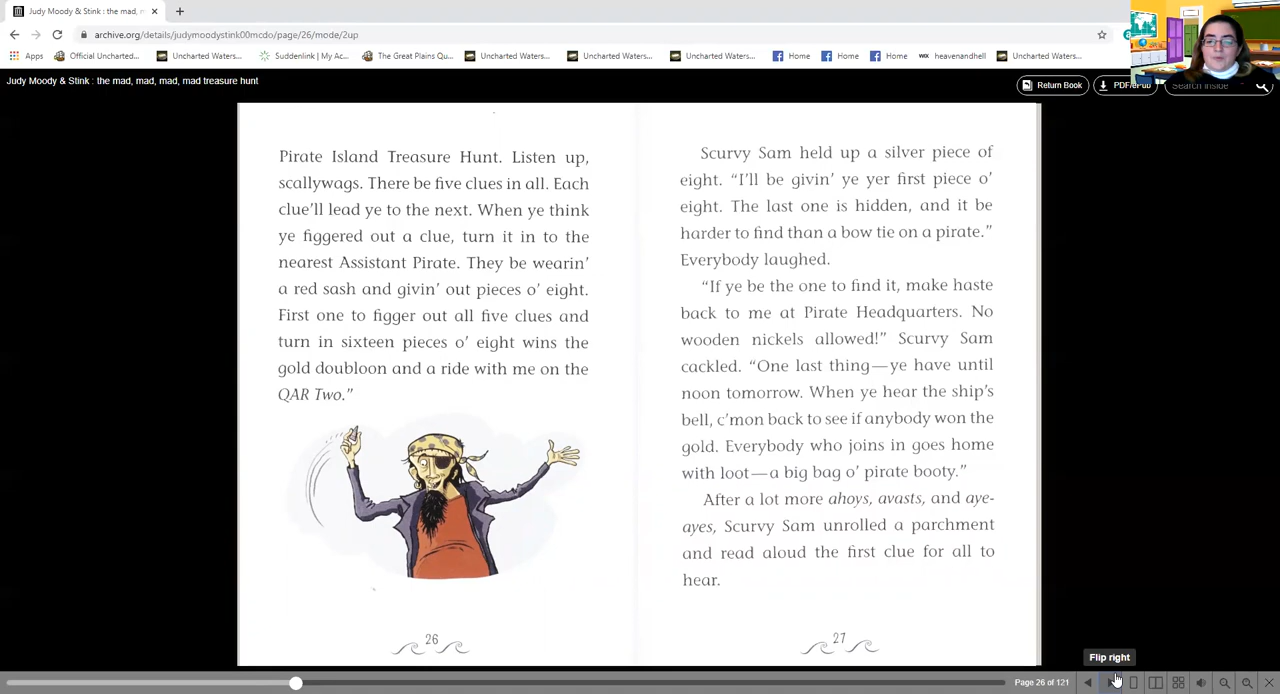 Judy Moody & Stink : the mad, m
archive.org/details/judymoodystink00mcdo/page/26/mode/2up
Apps
Official Uncharted...
Uncharted Waters...
Suddenlink | My Ac...
The Great Plains Qu...
Uncharted Waters...
Uncharted Waters...
Uncharted Waters...
Home
Home
Home
WIX
heavenandhell
Uncharted Waters...
Judy Moody & Stink : the mad, mad, mad, mad treasure hunt
Return Book
PDF/ePub
Search inside
Pirate Island Treasure Hunt. Listen up,
scallywags. There be five clues in all. Each
clue'll lead ye to the next. When ye think
ye figgered out a clue, turn it in to the
nearest Assistant Pirate. They be wearin'
a red sash and givin' out pieces o' eight.
First one to figger out all five clues and
turn in sixteen pieces o' eight wins the
gold doubloon and a ride with me on the
QAR Two."
26
Scurvy Sam held up a silver piece of
eight. "I'll be givin' ye yer first piece o'
eight. The last one is hidden, and it be
harder to find than a bow tie on a pirate."
Everybody laughed.
"If ye be the one to find it, make haste
back to me at Pirate Headquarters. No
wooden nickels allowed!" Scurvy Sam
cackled. "One last thing—ye have until
noon tomorrow. When ye hear the ship's
bell, c'mon back to see if anybody won the
gold. Everybody who joins in goes home
with loot—a big bag o' pirate booty."
After a lot more ahoys, avasts, and aye-
ayes, Scurvy Sam unrolled a parchment
and read aloud the first clue for all to
hear.
27
Flip right
Page 26 of 121